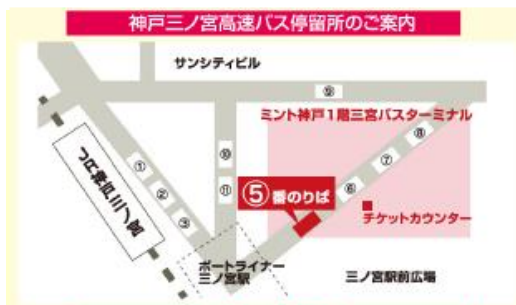 神戸三ノ宮高速バス停留所のご案内
サンシティビル
⑨
ミント神戸1階三宮バスターミナル
⑧
⑩
①
⑦
JR神戸三ノ宮
②
⑪
⑥
③
⑤番のりば
チケットカウンター
ポートライナー
三ノ宮駅
三ノ宮駅前広場